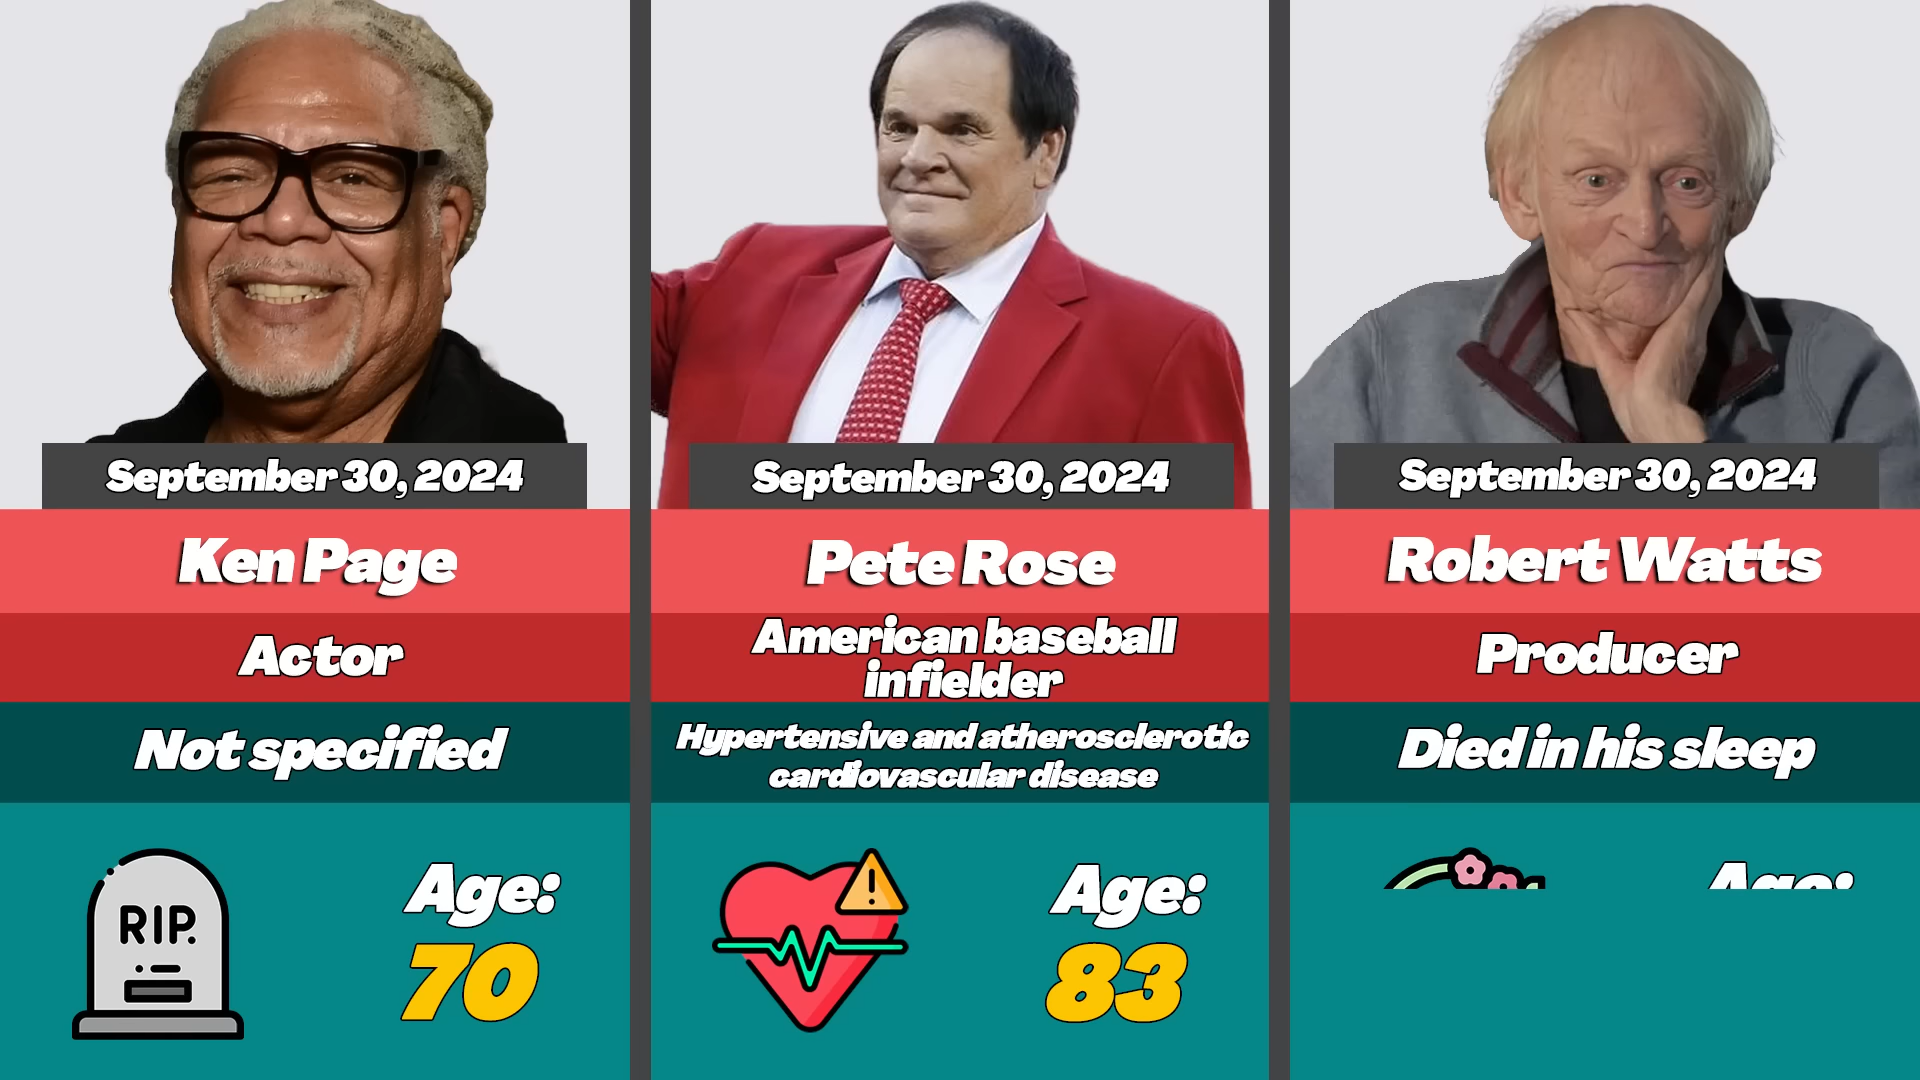 September 30, 2024
Ken Page
Actor
Not specified
RIP.
Age:
70
September 30, 2024
Pete Rose
American baseball
infielder
Hypertensive and atherosclerotic
cardiovascular disease
Age:
83
September 30, 2024
Robert Watts
Producer
Died in his sleep
Age: